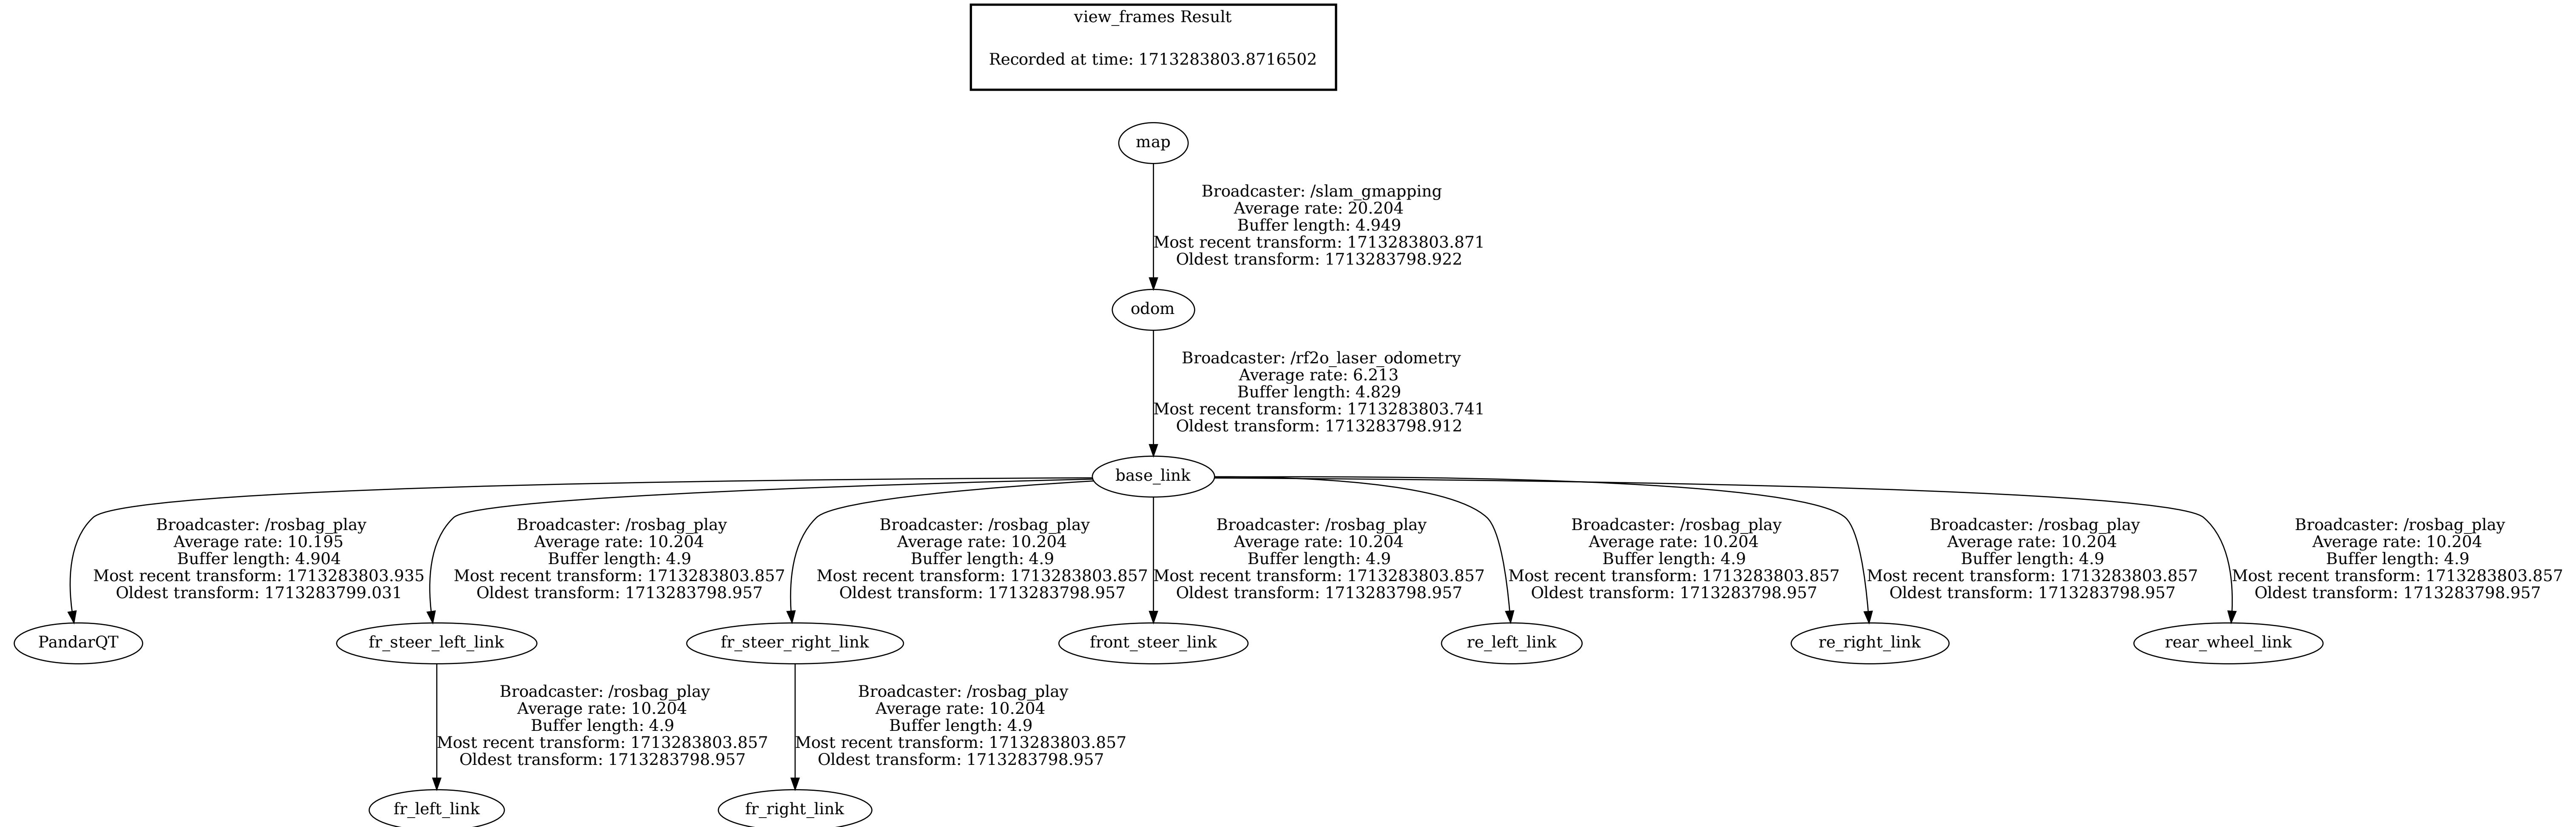 view_frames Result
Recorded at time: 1713283803.8716502
map
Broadcaster: /slam_gmapping
Average rate: 20.204
Buffer length: 4.949
Most recent transform: 1713283803.871
Oldest transform: 1713283798.922
odom
Broadcaster: /rf2o_laser_odometry
Average rate: 6.213
Buffer length: 4.829
Most recent transform: 1713283803.741
Oldest transform: 1713283798.912
base_link
Broadcaster: /rosbag_play
Average rate: 10.195
Buffer length: 4.904
Most recent transform: 1713283803.935
Oldest transform: 1713283799.031
Broadcaster: /rosbag_play
Average rate: 10.204
Buffer length: 4.9
Most recent transform: 1713283803.857
Oldest transform: 1713283798.957
Broadcaster: /rosbag_play
Average rate: 10.204
Buffer length: 4.9
Most recent transform: 1713283803.857
Oldest transform: 1713283798.957
Broadcaster: /rosbag_play
Average rate: 10.204
Buffer length: 4.9
Most recent transform: 1713283803.857
Oldest transform: 1713283798.957
Broadcaster: /rosbag_play
Average rate: 10.204
Buffer length: 4.9
Most recent transform: 1713283803.857
Oldest transform: 1713283798.957
Broadcaster: /rosbag_play
Average rate: 10.204
Buffer length: 4.9
Most recent transform: 1713283803.857
Oldest transform: 1713283798.957
Broadcaster: /rosbag_play
Average rate: 10.204
Buffer length: 4.9
Most recent transform: 1713283803.857
Oldest transform: 1713283798.957
PandarQT
fr_steer_left_link
fr_steer_right_link
front_steer_link
re_left_link
re_right_link
rear_wheel_link
Broadcaster: /rosbag_play
Average rate: 10.204
Buffer length: 4.9
Most recent transform: 1713283803.857
Oldest transform: 1713283798.957
Broadcaster: /rosbag_play
Average rate: 10.204
Buffer length: 4.9
Most recent transform: 1713283803.857
Oldest transform: 1713283798.957
fr_left_link
fr_right_link